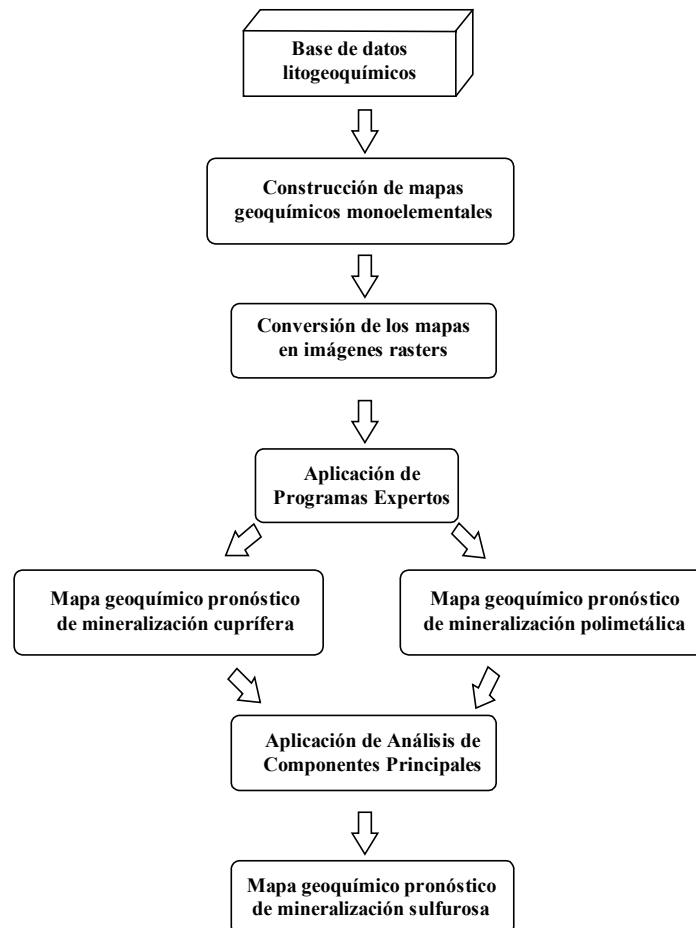 Base de datos
litogeoquímicos
Construcción de mapas
geoquímicos monoelementales
Conversión de los mapas
en imágenes rasters
Aplicación de
Programas Expertos
Mapa geoquímico pronóstico
de mineralización cuprífera
Mapa geoquímico pronóstico
de mineralización polimetálica
Aplicación de Análisis de
Componentes Principales
Mapa geoquímico pronóstico
de mineralización sulfurosa